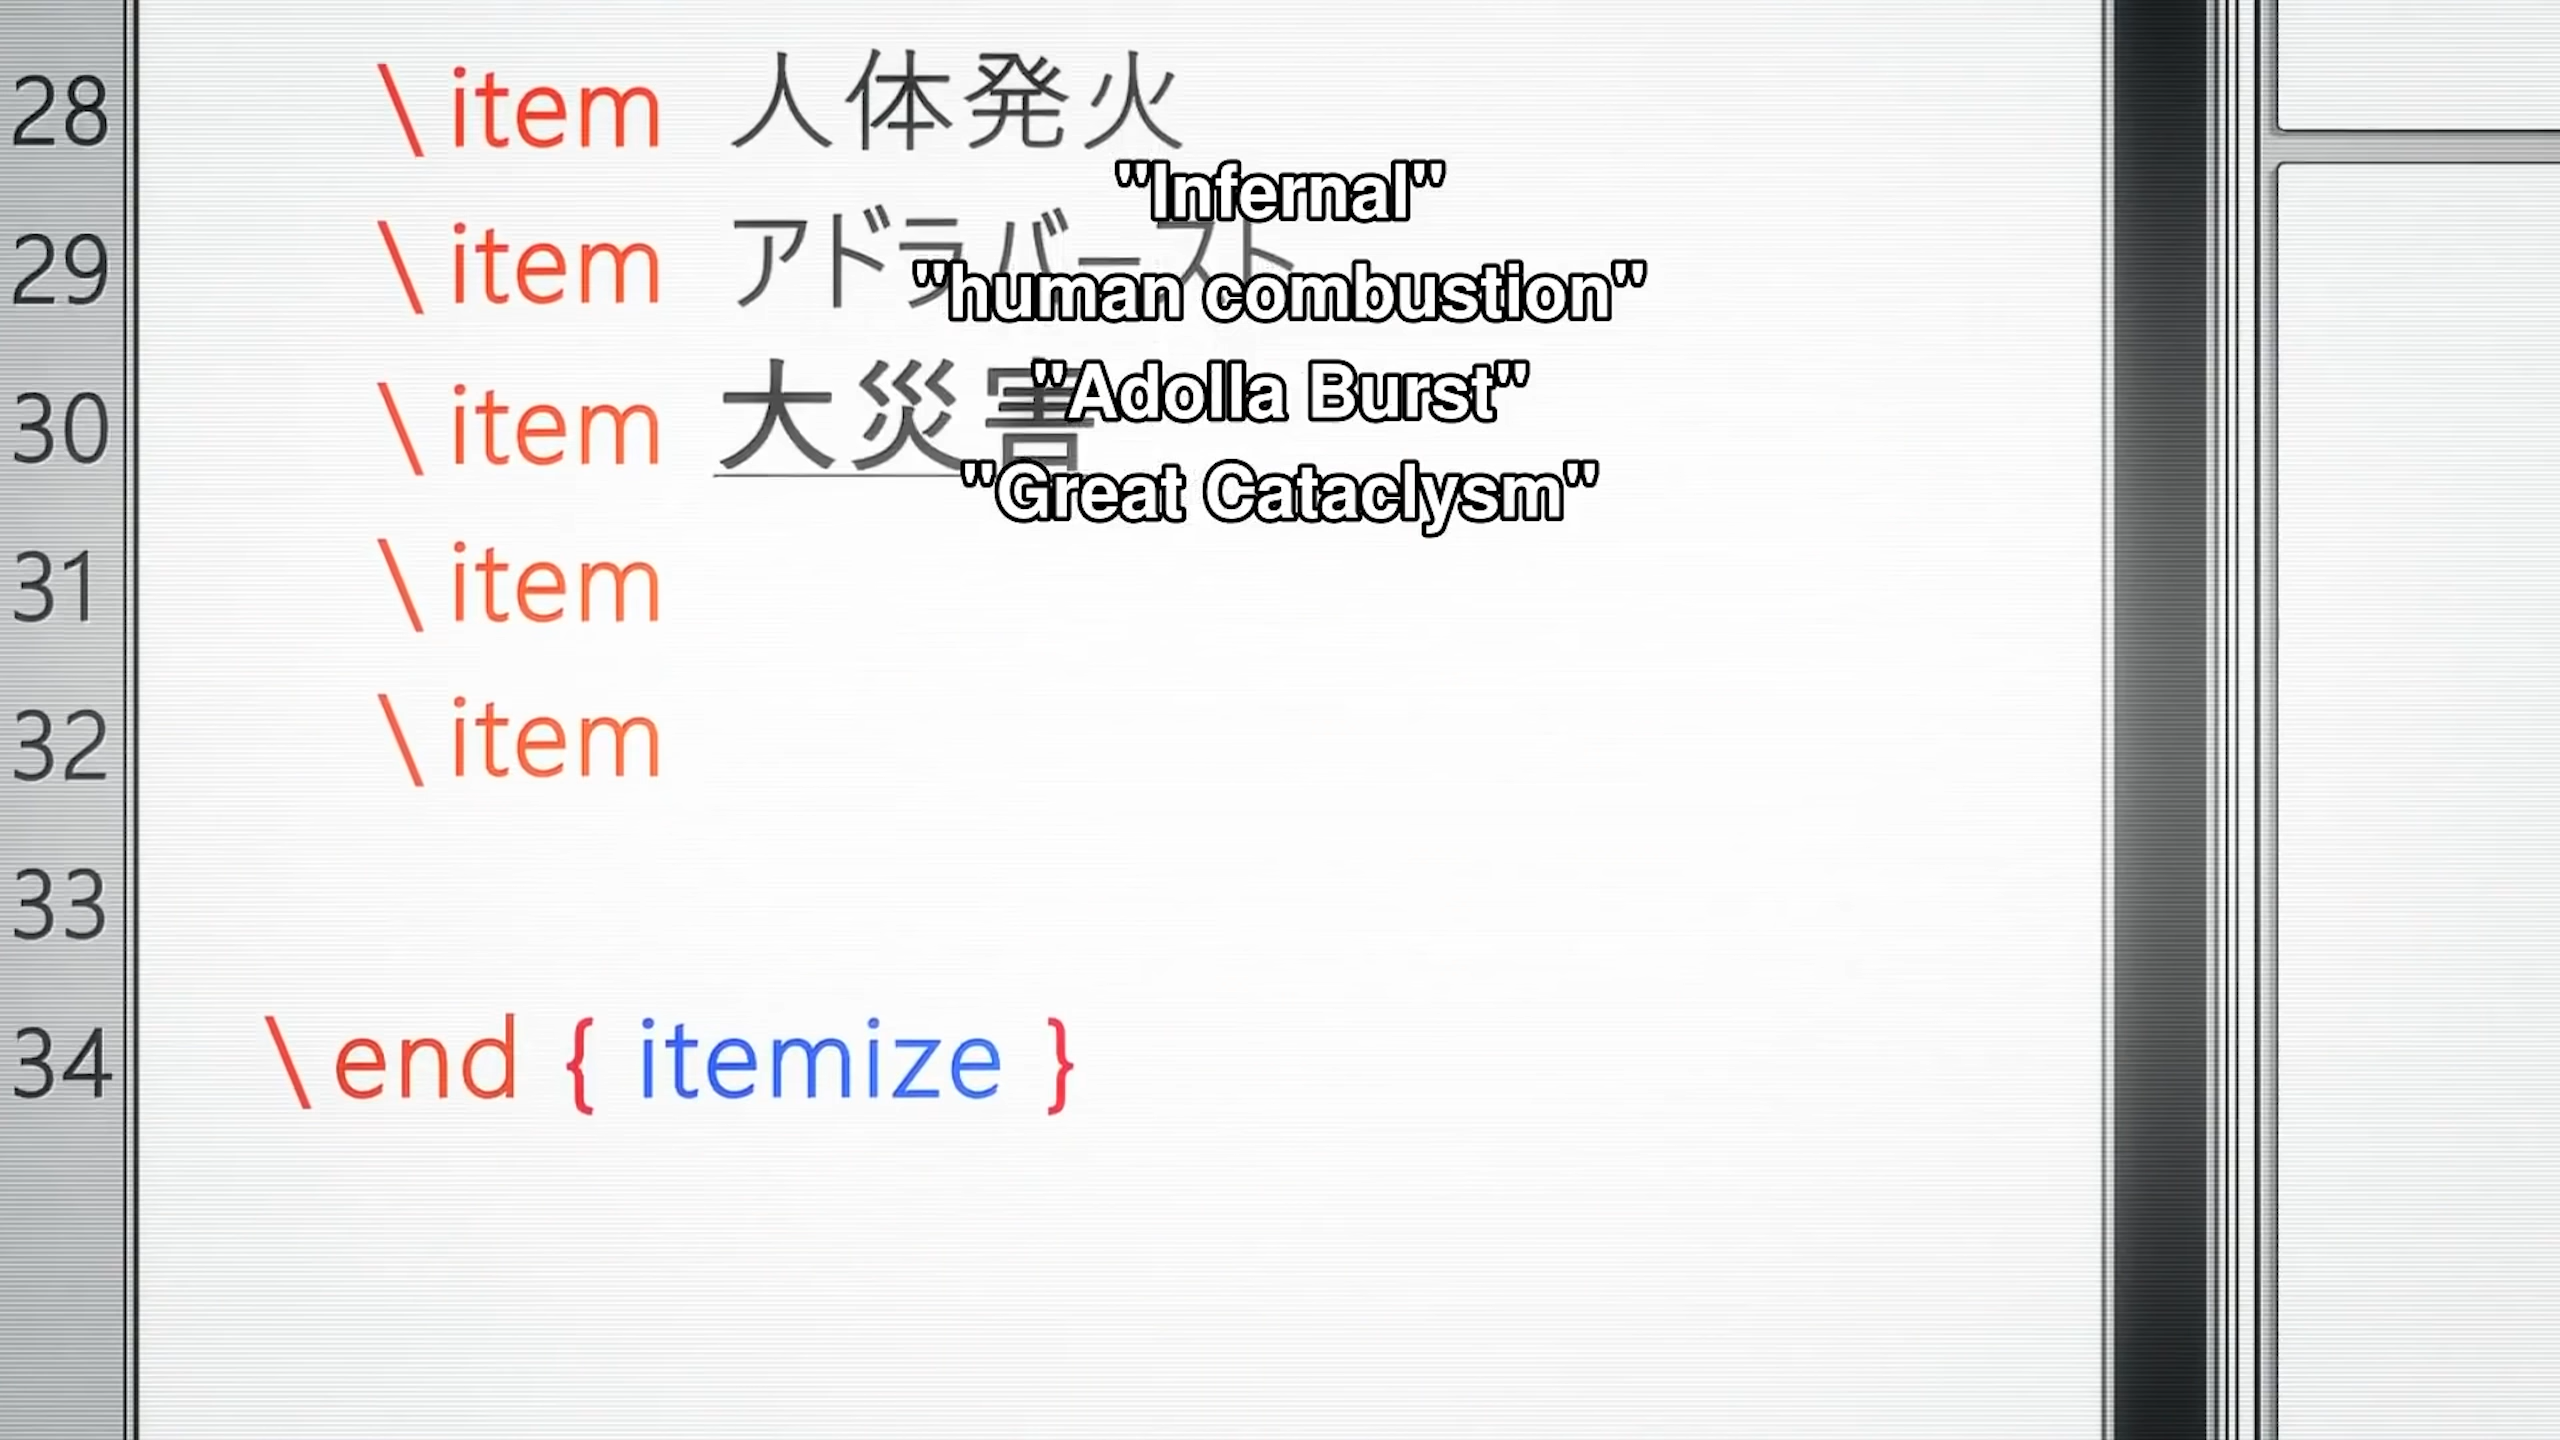 28 \item 人体発火
"Infernal"
29 \item アドラバースト
"human combustion"
30 \item 大災害
"Adolla Burst"
"Great Cataclysm"
31 \item
32 \item
33
34 \end { itemize }